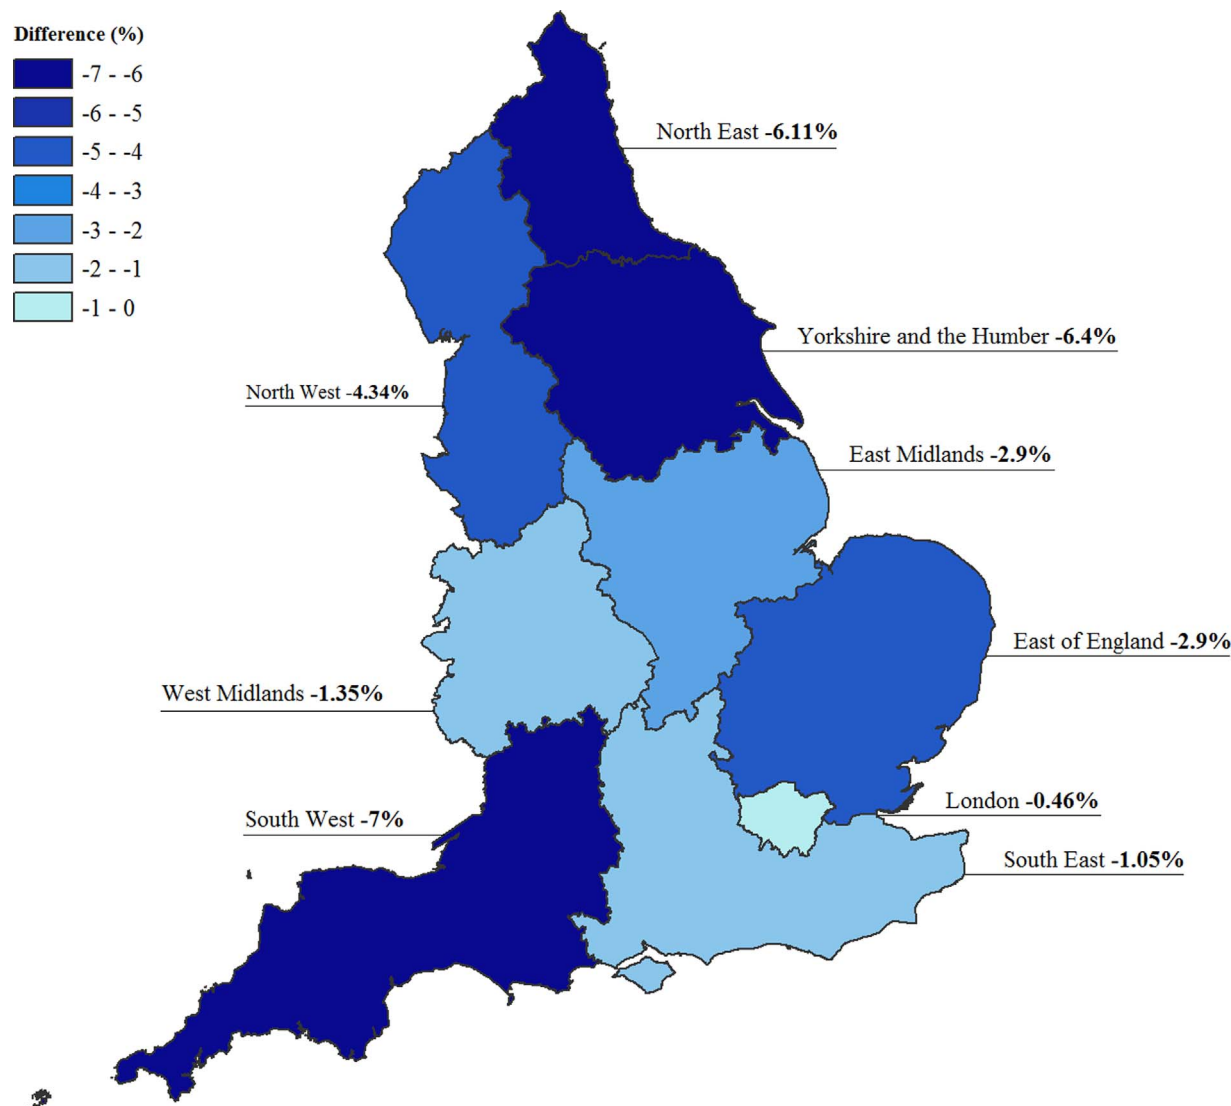 Difference (%)
-7 - -6
-6 - -5
-5 - -4
-4 - -3
-3 - -2
-2 - -1
-1 - 0
North East -6.11%
Yorkshire and the Humber -6.4%
North West -4.34%
East Midlands -2.9%
East of England -2.9%
West Midlands -1.35%
London -0.46%
South West -7%
South East -1.05%